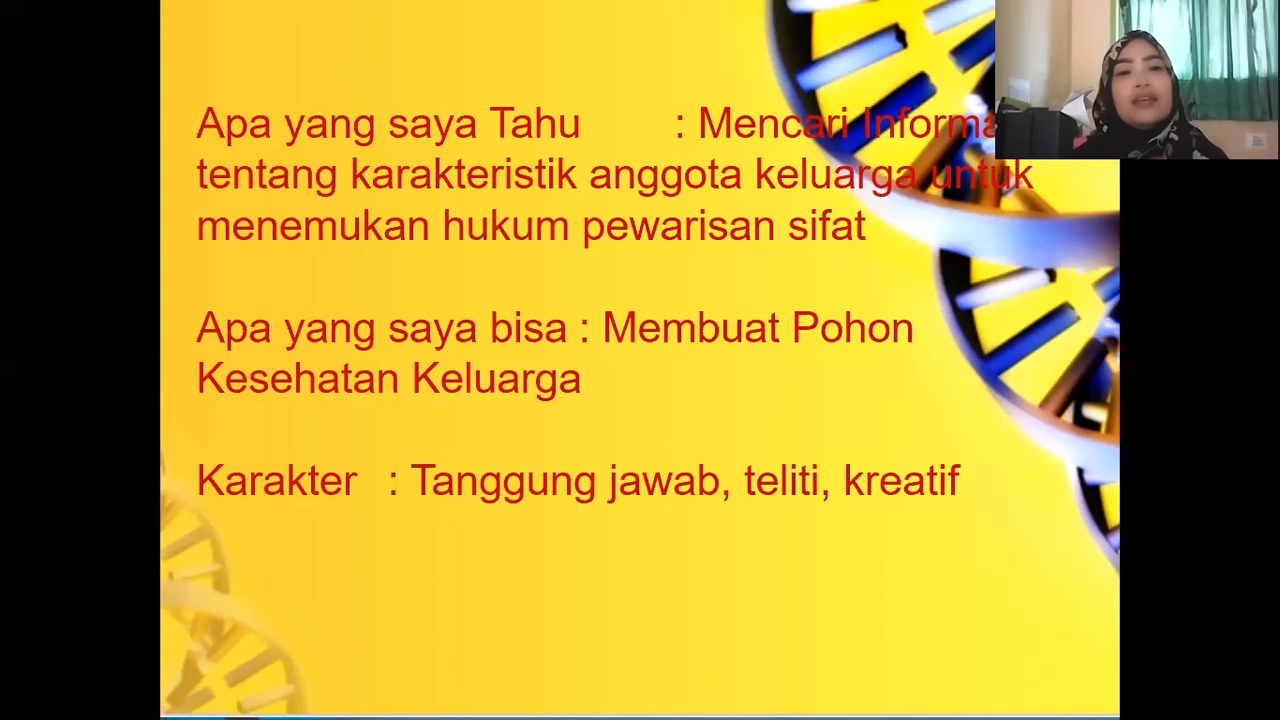 Apa yang saya Tahu : Mencari
tentang karakteristik anggota keluarga untuk
menemukan hukum pewarisan sifat
Apa yang saya bisa : Membuat Pohon
Kesehatan Keluarga
Karakter : Tanggung jawab, teliti, kreatif